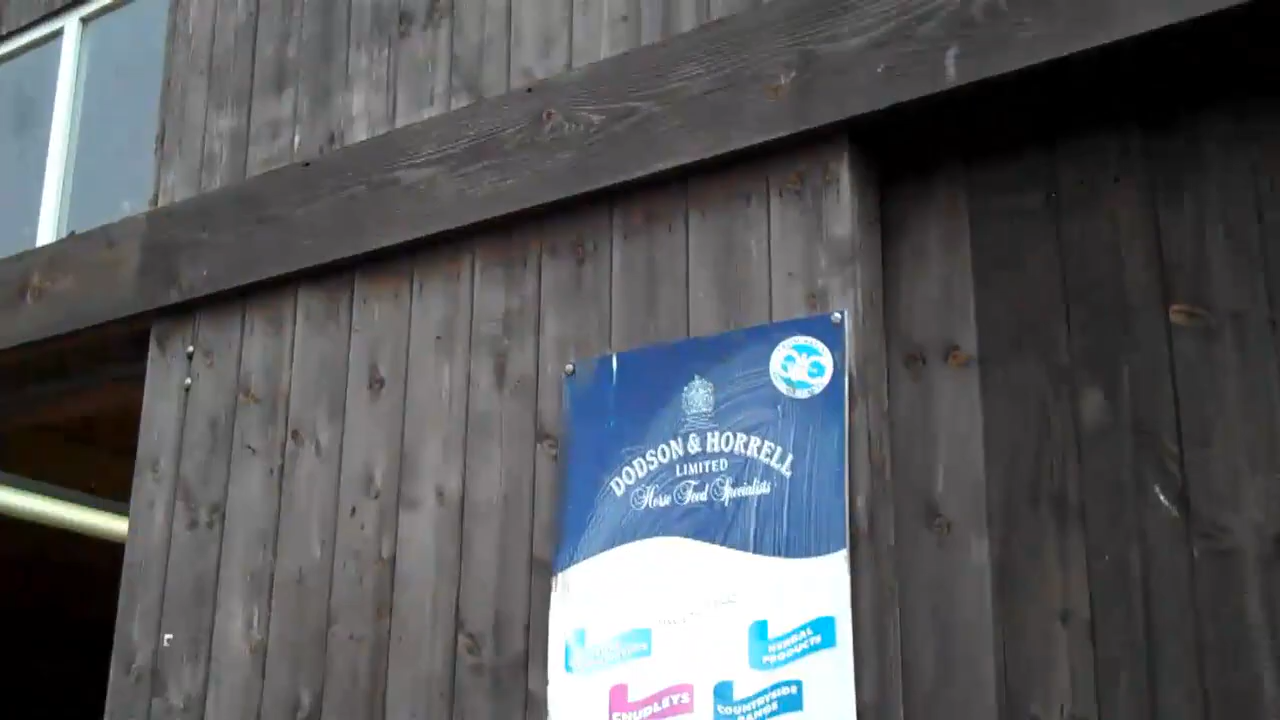 DODSON & HORRELL
LIMITED
Horse Feed Specialists
HERBAL
PRODUCTS
CHUDLEYS
COUNTRYSIDE
RANGE